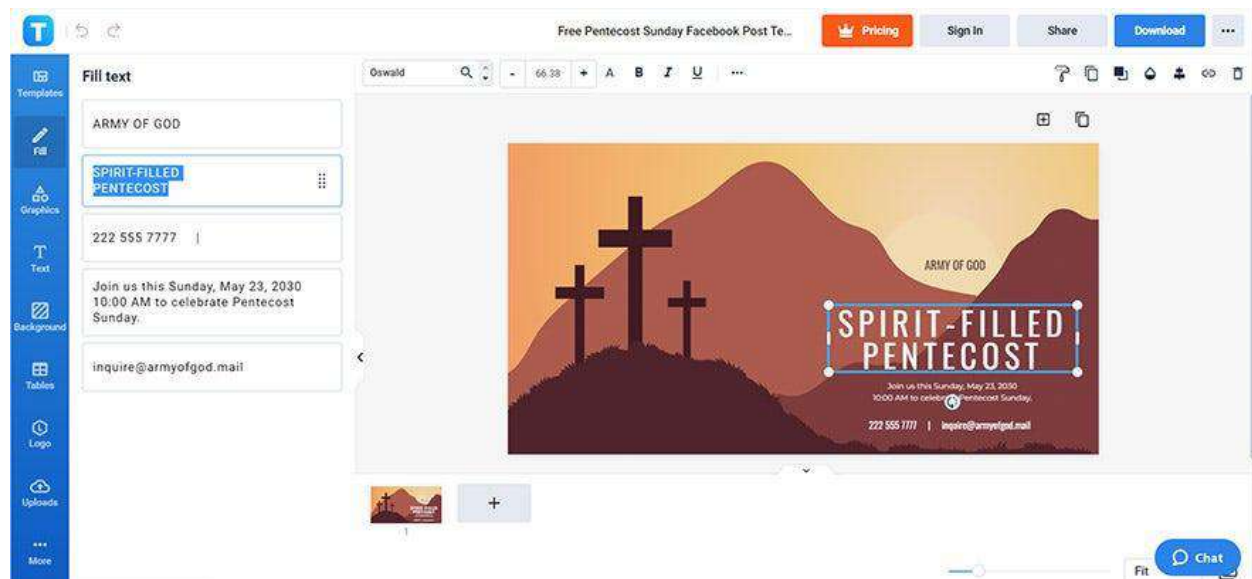 T
Free Pentecost Sunday Facebook Post Te...
Pricing
Sign In
Share
Download
Templates
Fill
Graphics
Text
Background
Tables
Logo
Uploads
More
Fill text
ARMY OF GOD
SPIRIT-FILLED
PENTECOST
222 555 7777 |
Join us this Sunday, May 23, 2030
10:00 AM to celebrate Pentecost
Sunday.
inquire@armyofgod.mail
Oswald
- 66.38 + A B I U
ARMY OF GOD
SPIRIT-FILLED
PENTECOST
Join us this Sunday, May 23, 2030
10:00 AM to celebrate Pentecost Sunday.
222 555 7777 | inquire@armyofgod.mail
SPIRIT-FILLED
PENTECOST
1
+
Fit
Chat